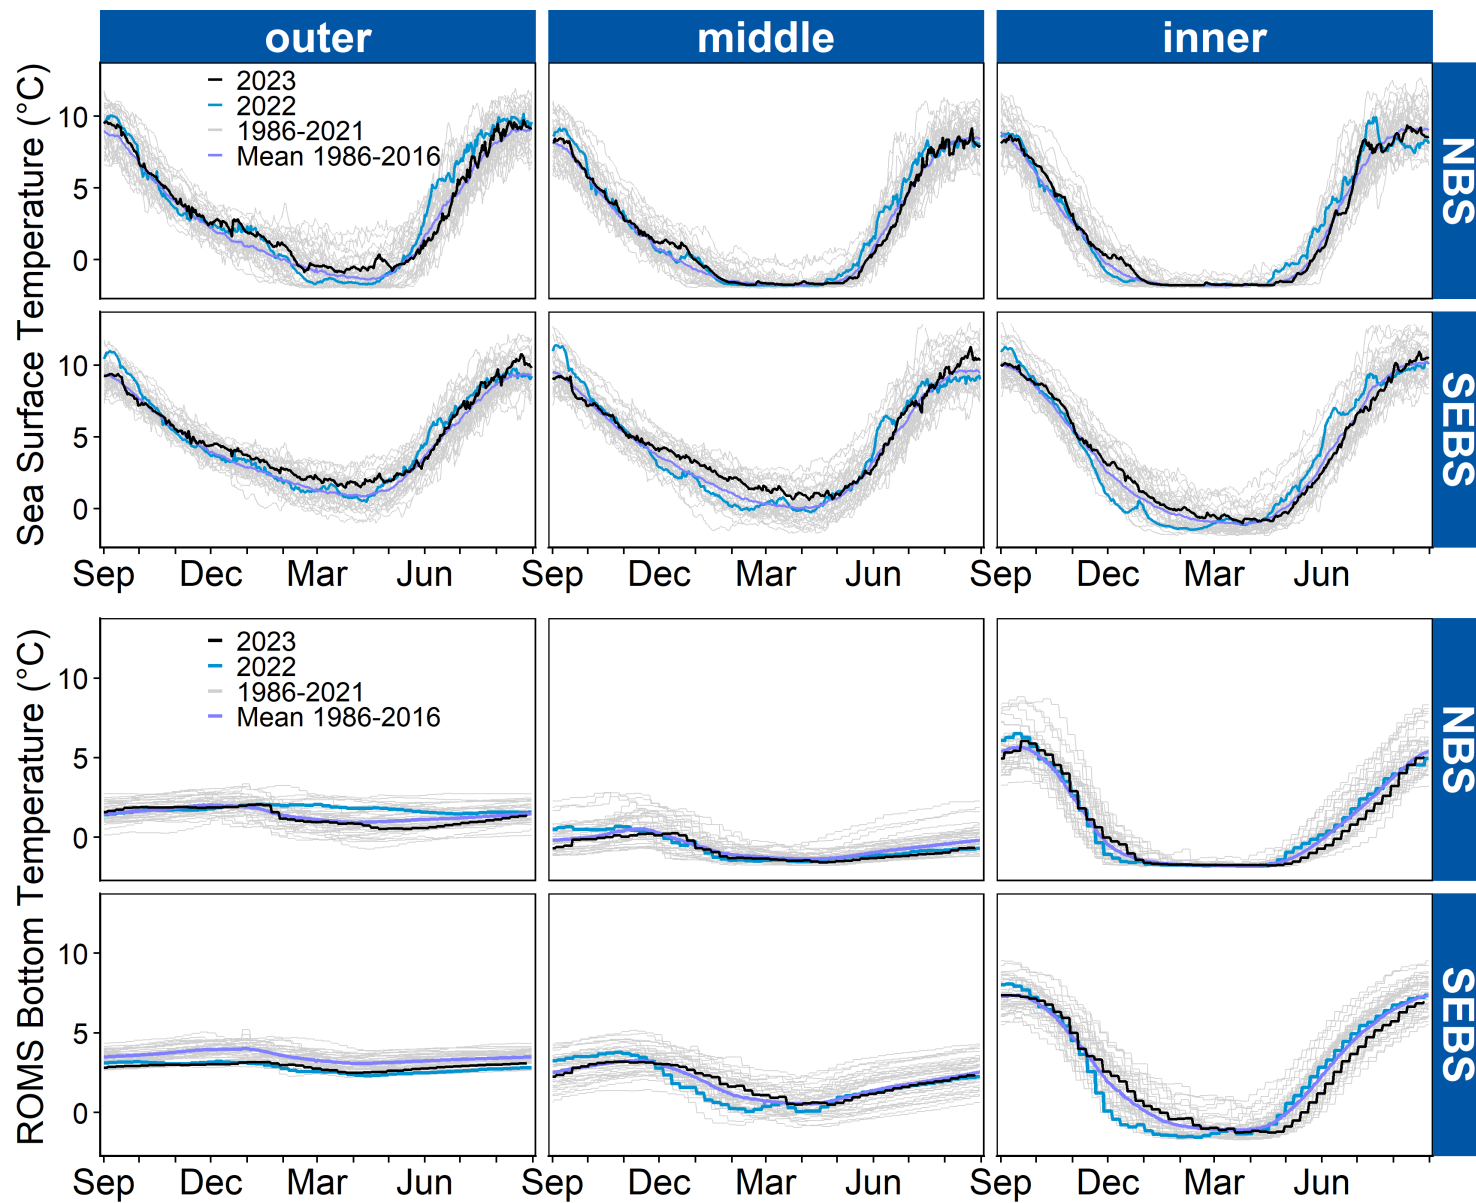 outer middle inner
Sea Surface Temperature (°C)
2023
2022
1986-2021
Mean 1986-2016
10
5
0
NBS
10
5
0
SEBS
Sep Dec Mar Jun Sep Dec Mar Jun Sep Dec Mar Jun
ROMS Bottom Temperature (°C)
2023
2022
1986-2021
Mean 1986-2016
10
5
0
NBS
10
5
0
SEBS
Sep Dec Mar Jun Sep Dec Mar Jun Sep Dec Mar Jun